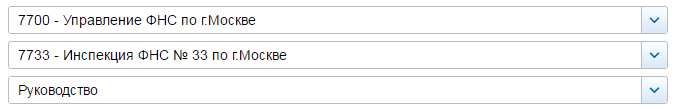 7700 - Управление ФНС по г.Москве
7733 - Инспекция ФНС № 33 по г.Москве
Руководство